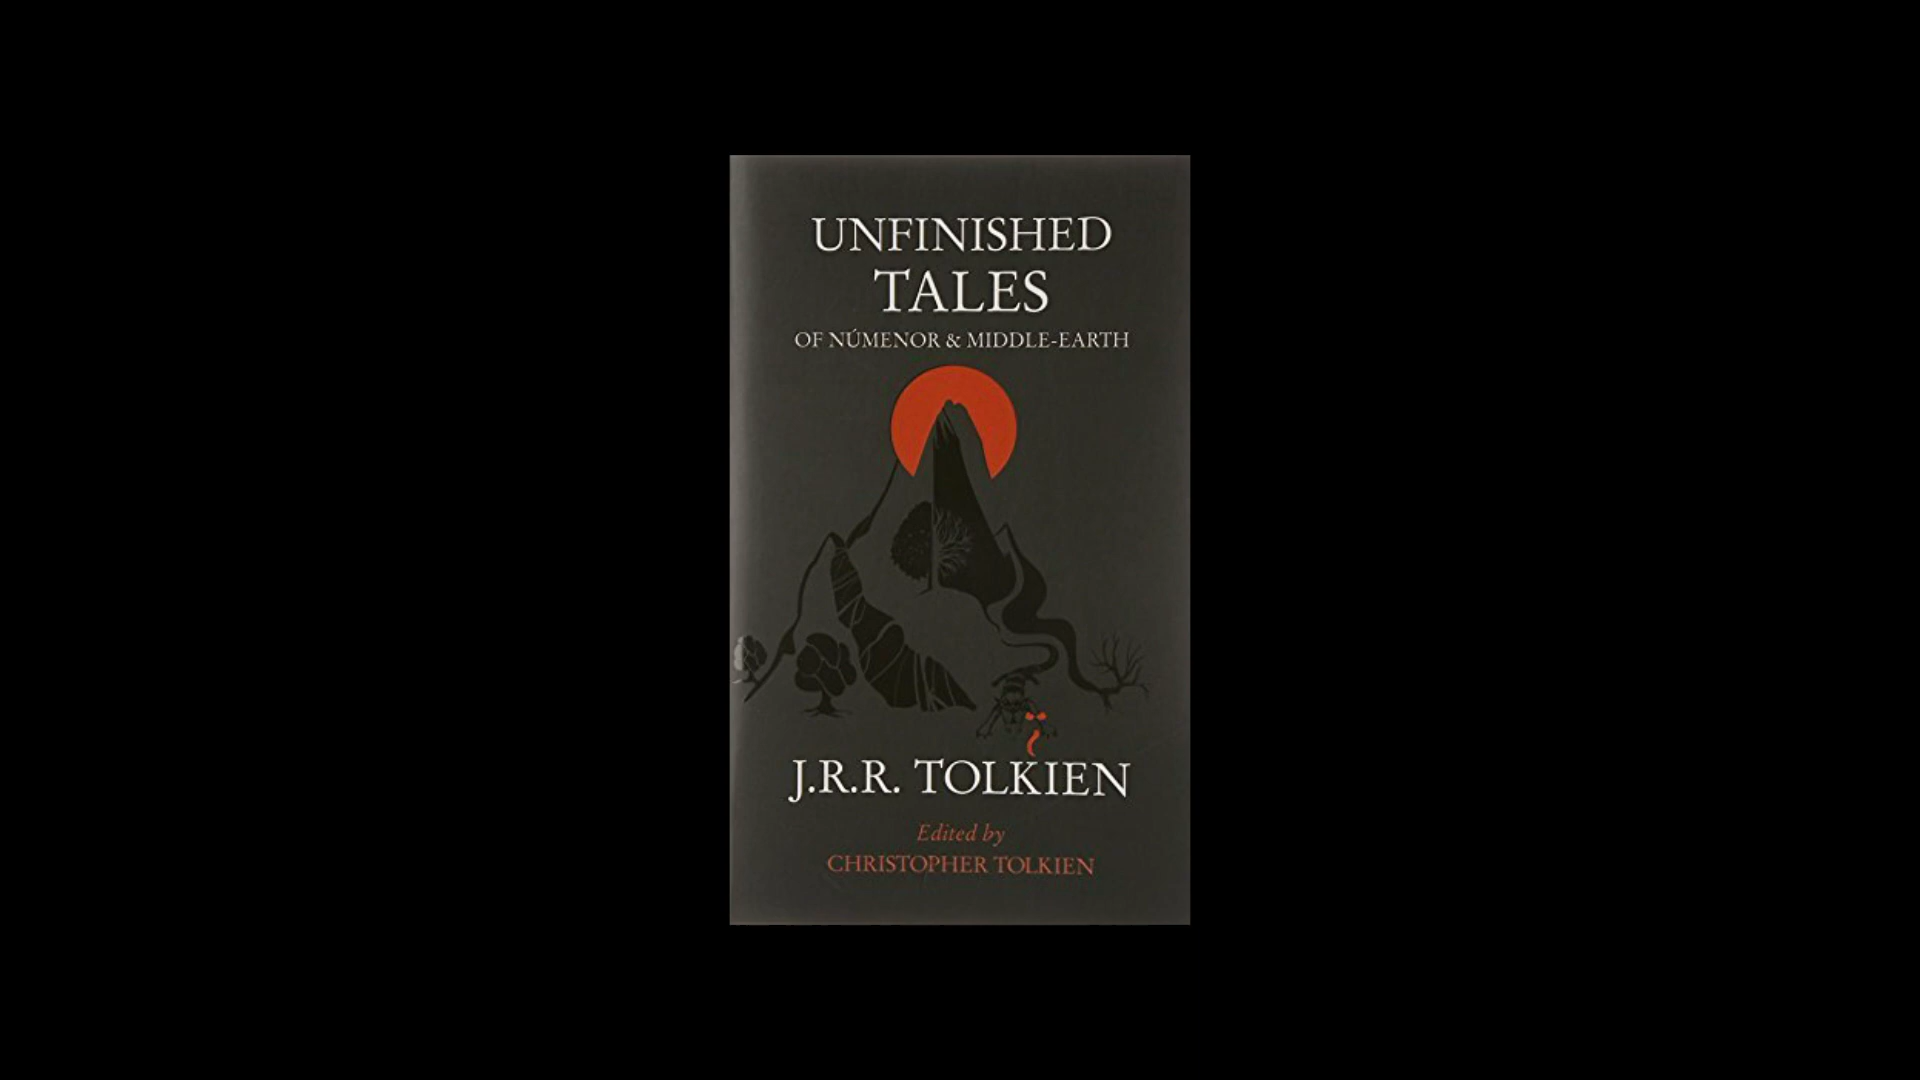 UNFINISHED
TALES
OF NÚMENOR & MIDDLE-EARTH
J.R.R. TOLKIEN
Edited by
CHRISTOPHER TOLKIEN